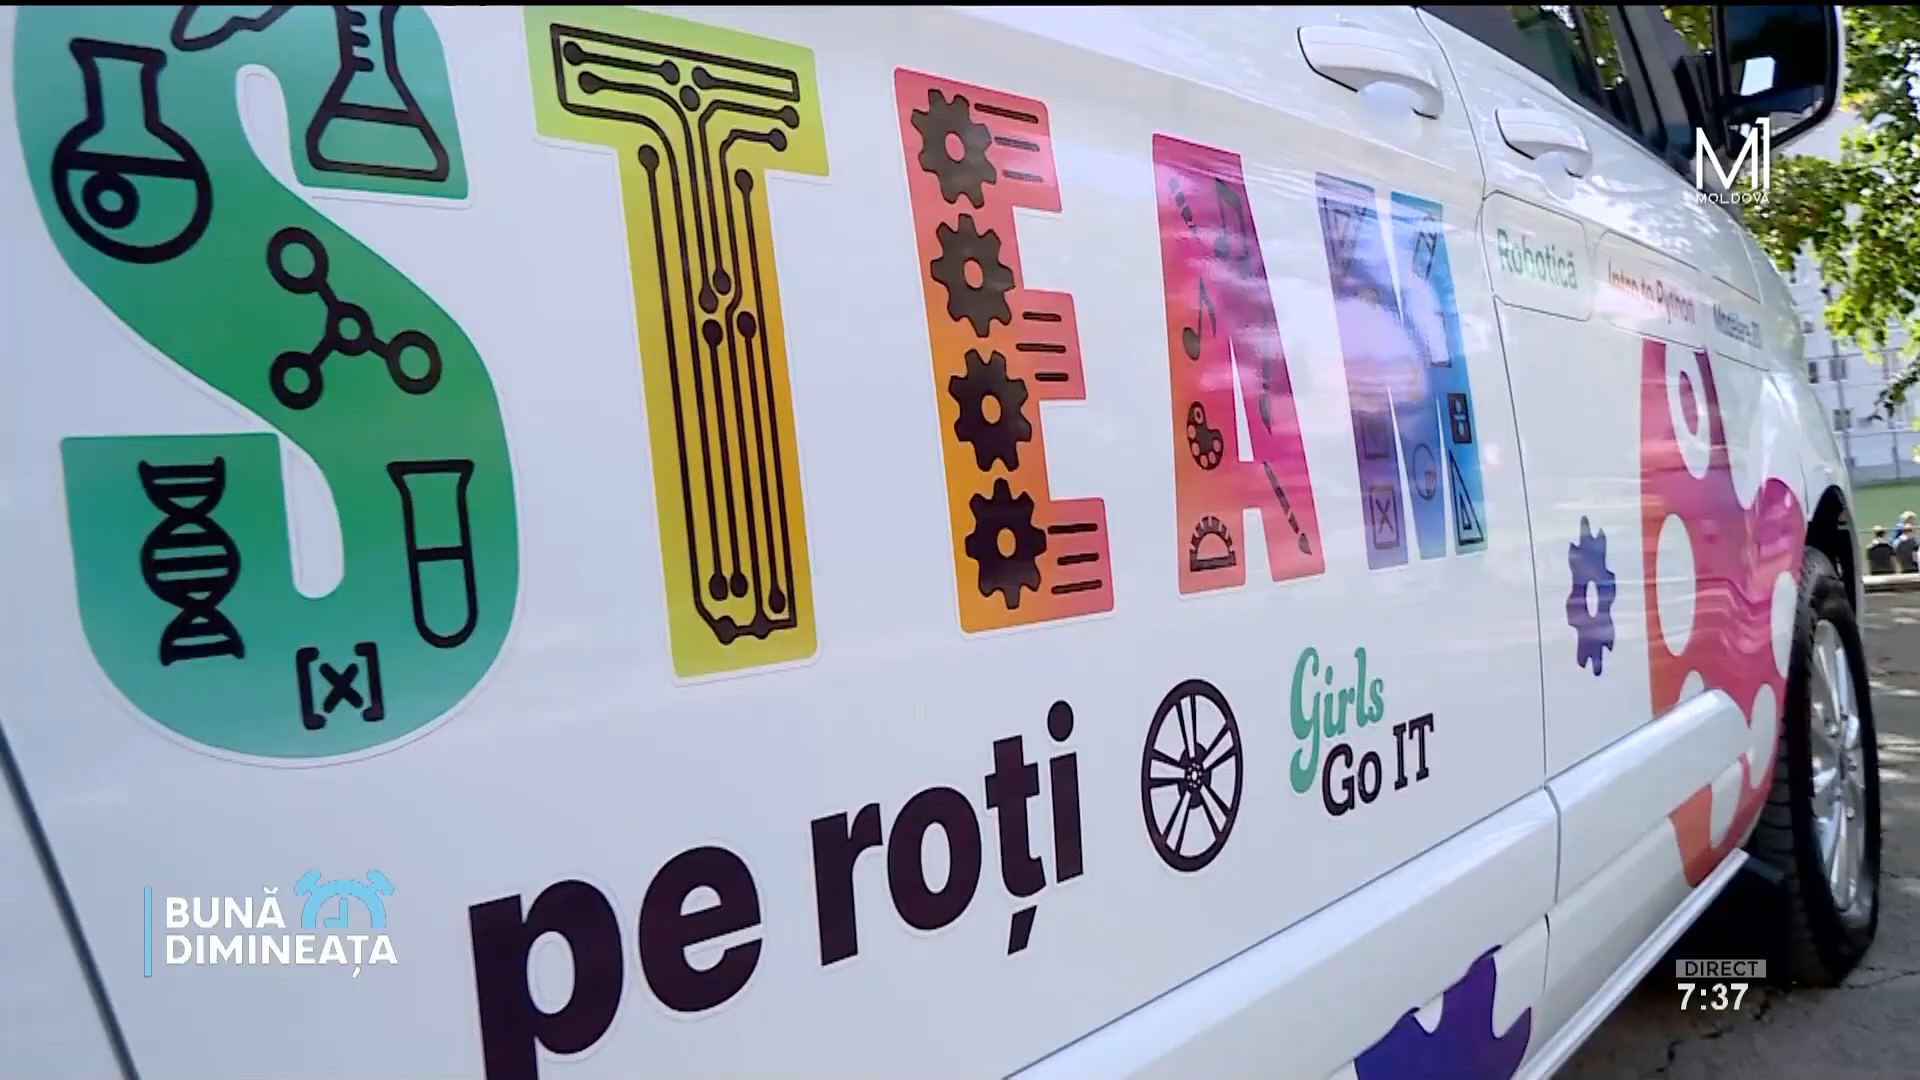 STEAM
pe roți
Girls
Go IT
Robotică
Intro to Python
[x]
M1
MOLDOVA
BUNĂ
DIMINEAȚA
DIRECT
7:37